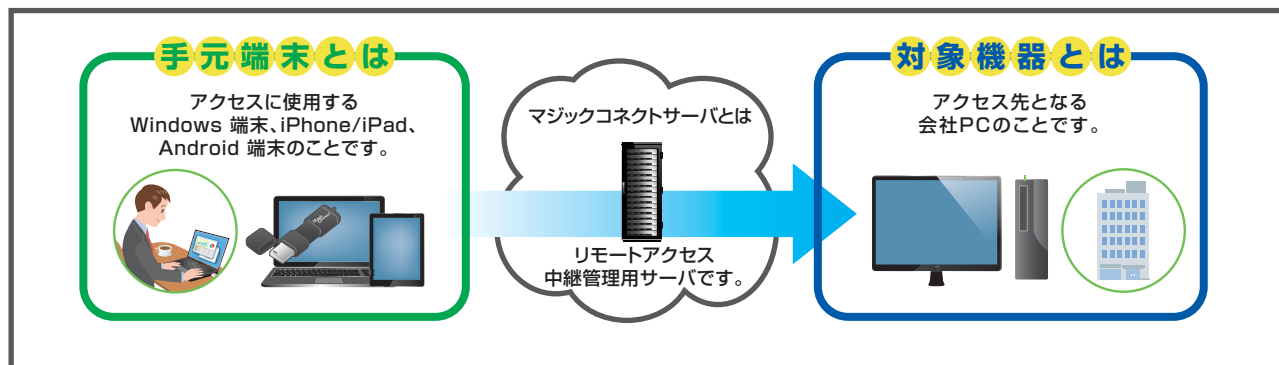 手元端末とは
アクセスに使用する
Windows 端末、iPhone/iPad、
Android 端末のことです。
マジックコネクトサーバとは
リモートアクセス
中継管理用サーバです。
対象機器とは
アクセス先となる
会社PCのことです。